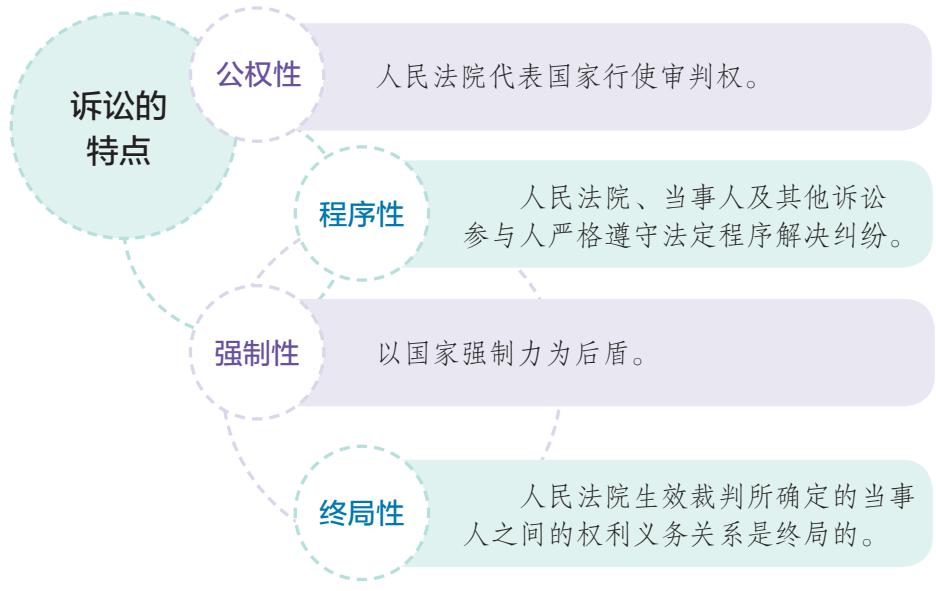 诉讼的
特点
公权性
人民法院代表国家行使审判权。
程序性
人民法院、当事人及其他诉讼
参与人严格遵守法定程序解决纠纷。
强制性
以国家强制力为后盾。
终局性
人民法院生效裁判所确定的当事
人之间的权利义务关系是终局的。